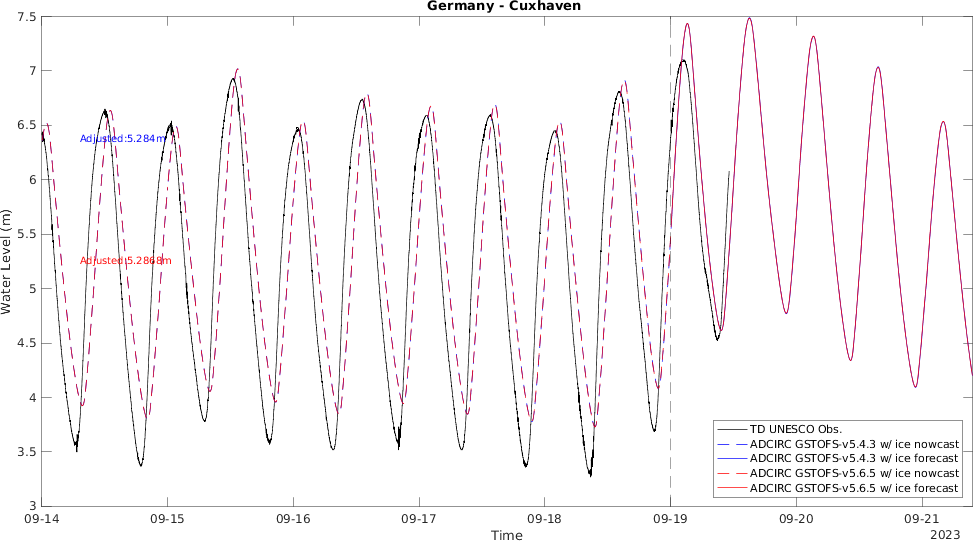 Germany - Cuxhaven
7.5
7
6.5
6
5.5
5
4.5
4
3.5
3
Water Level (m)
Adjusted:5.284m
Adjusted:5.2868m
TD UNESCO Obs.
ADCIRC GSTOFS-v5.4.3 w/ ice nowcast
ADCIRC GSTOFS-v5.4.3 w/ ice forecast
ADCIRC GSTOFS-v5.6.5 w/ ice nowcast
ADCIRC GSTOFS-v5.6.5 w/ ice forecast
09-14 09-15 09-16 09-17 09-18 09-19 09-20 09-21
Time
2023